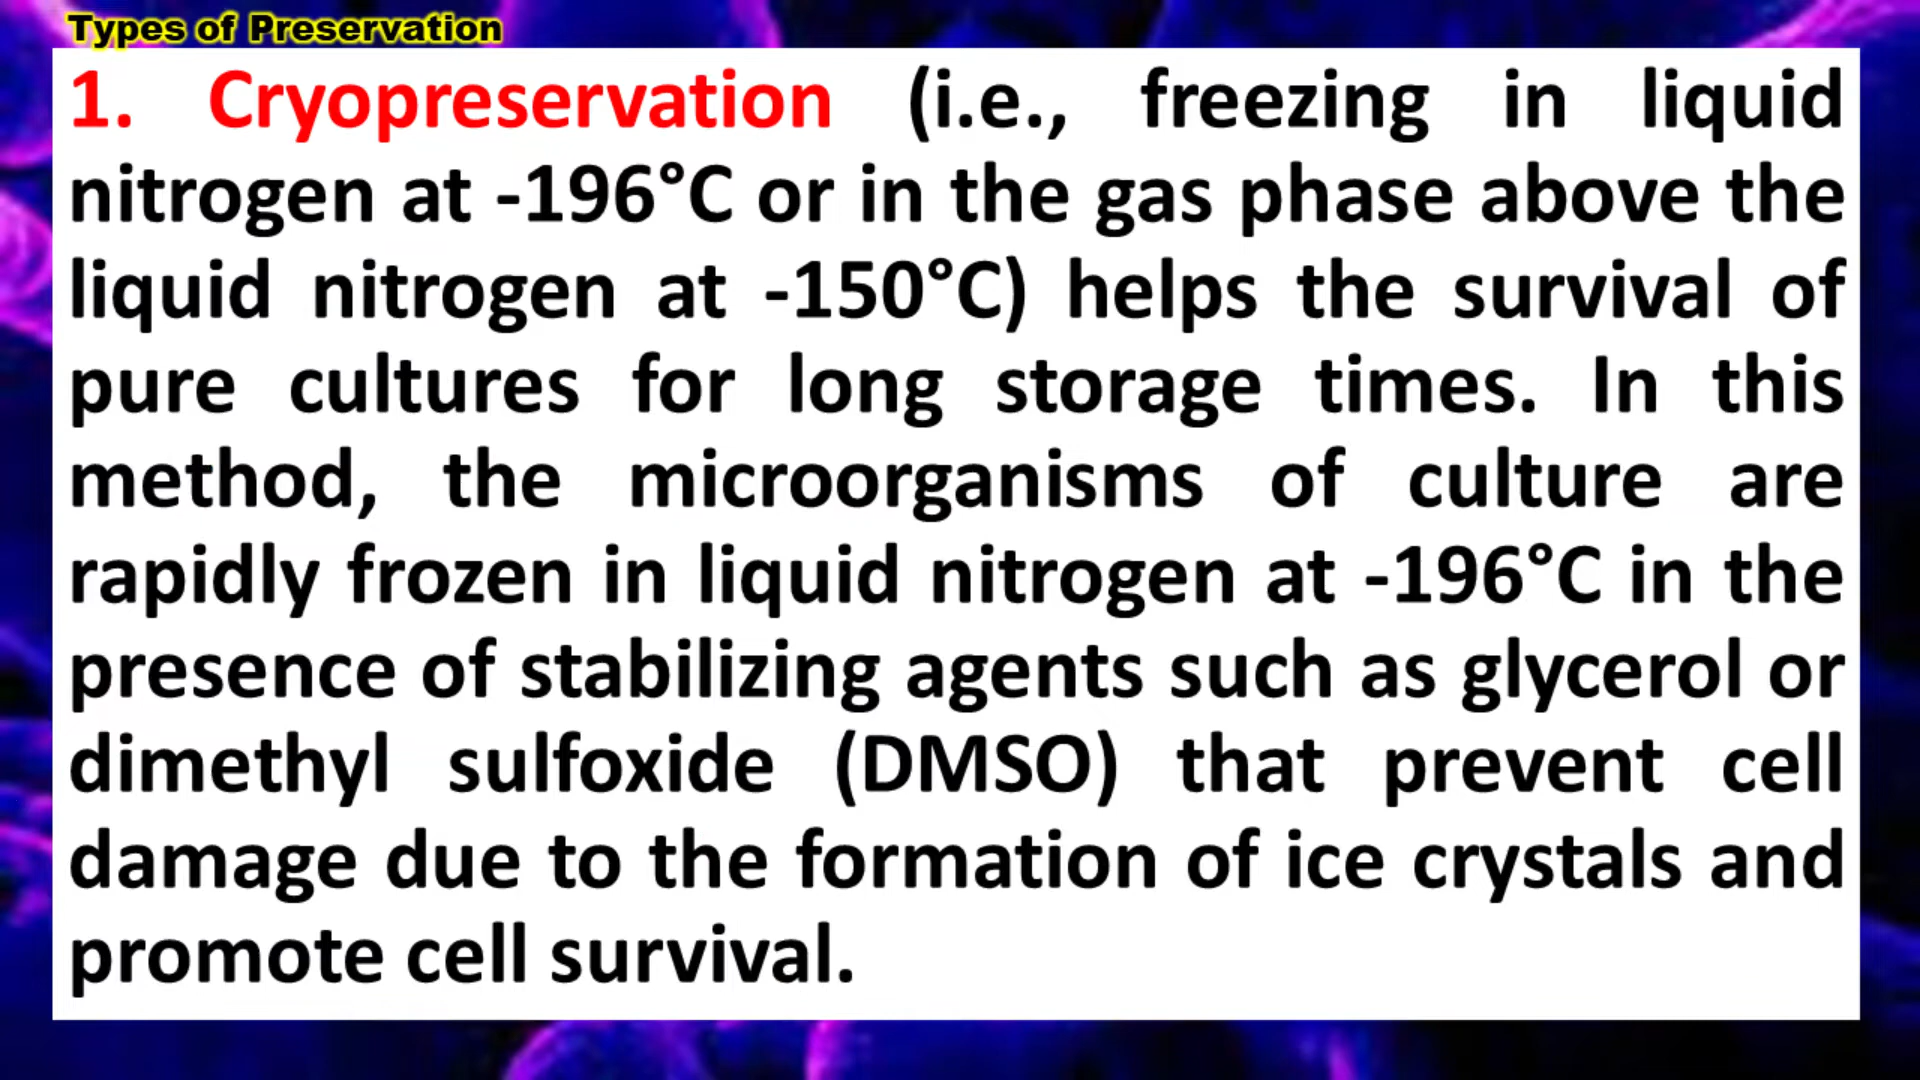 Types of Preservation
1. Cryopreservation (i.e., freezing in liquid
nitrogen at -196°C or in the gas phase above the
liquid nitrogen at -150°C) helps the survival of
pure cultures for long storage times. In this
method, the microorganisms of culture are
rapidly frozen in liquid nitrogen at -196°C in the
presence of stabilizing agents such as glycerol or
dimethyl sulfoxide (DMSO) that prevent cell
damage due to the formation of ice crystals and
promote cell survival.